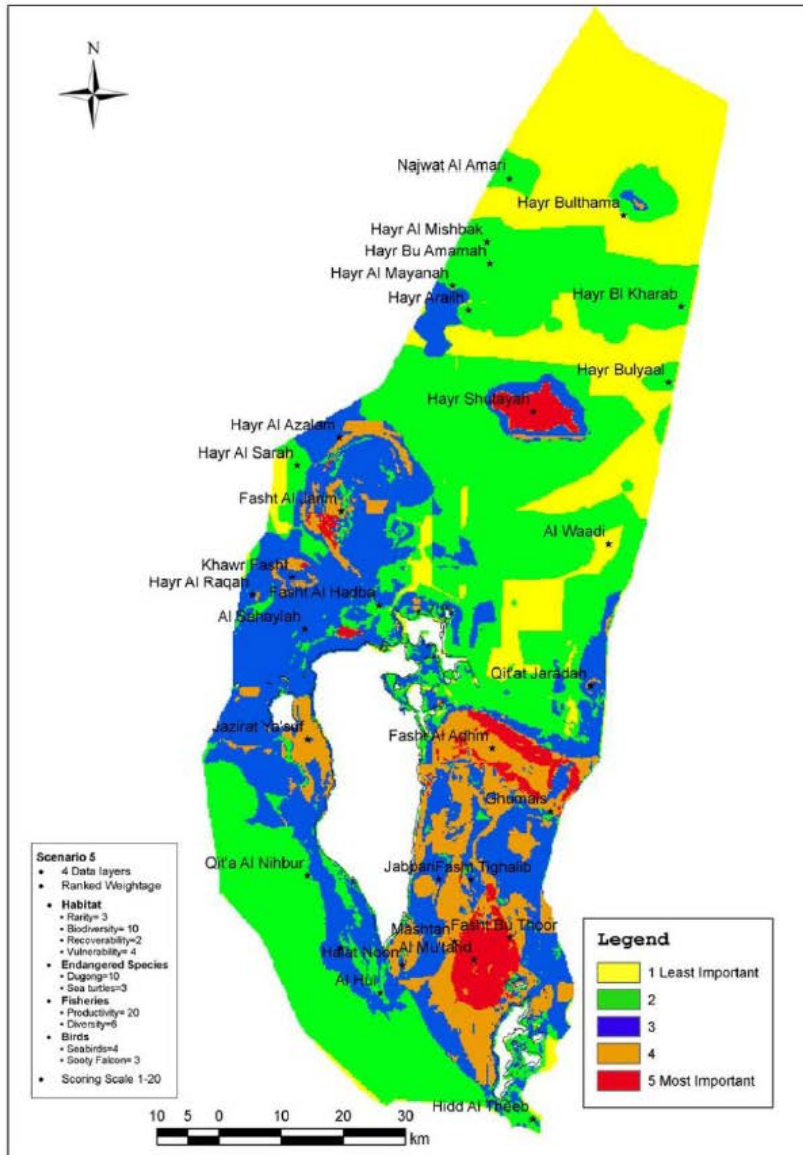 N
Najwat Al Amari
Hayr Bulthama
Hayr Al Mishbak
Hayr Bu Amamah
Hayr Al Mayanah
Hayr Arailh
Hayr Bl Kharab
Hayr Bulyaal
Hayr Shutayah
Hayr Al Azalam
Hayr Al Sarah
Fasht Al Jarim
Al Waadi
Khawr Fasht
Hayr Al Raqah
Fasht Al Hadba
Al Sahaylah
Qit'at Jaradah
Jazirat Ya'suf
Fasht Al Adhm
Ghumais
Qit'a Al Nihbur
Jabbari
Tighalib
Mashtan
Fasht Bu Thoor
Halat Noon
Al Mu'tarid
Al Hul
Hidd Al Theeb
Scenario 5
4 Data layers
Ranked Weightage
Habitat
Rarity= 3
Biodiversity= 10
Recoverability=2
Vulnerability= 4
Endangered Species
Dugong=10
Sea turtles=3
Fisheries
Productivity= 20
Diversity=6
Birds
Seabirds=4
Sooty Falcon= 3
Scoring Scale 1-20
Legend
1 Least Important
2
3
4
5 Most Important
10 5 0 10 20 30
km